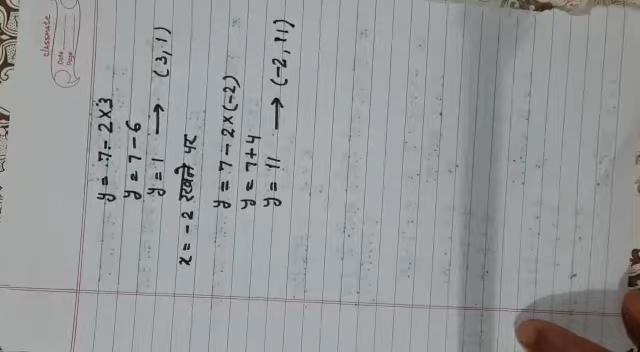 classmate
Date
Page
y = 7 - 2 × 3
y = 7 - 6
y = 1 → (3, 1)
x = -2 रखने पर
y = 7 - 2 × (-2)
y = 7 + 4
y = 11 → (-2, 11)